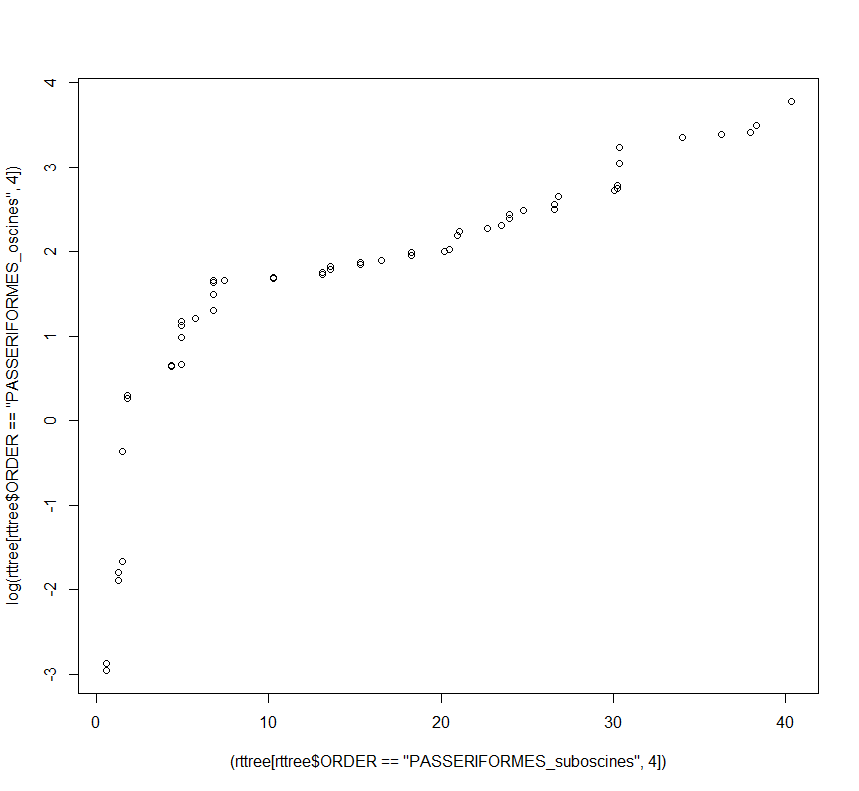 4
3
2
1
0
-1
-2
-3
log(rttree[rttree$ORDER == "PASSERIFORMES_oscines", 4])
0 10 20 30 40
(rttree[rttree$ORDER == "PASSERIFORMES_suboscines", 4])